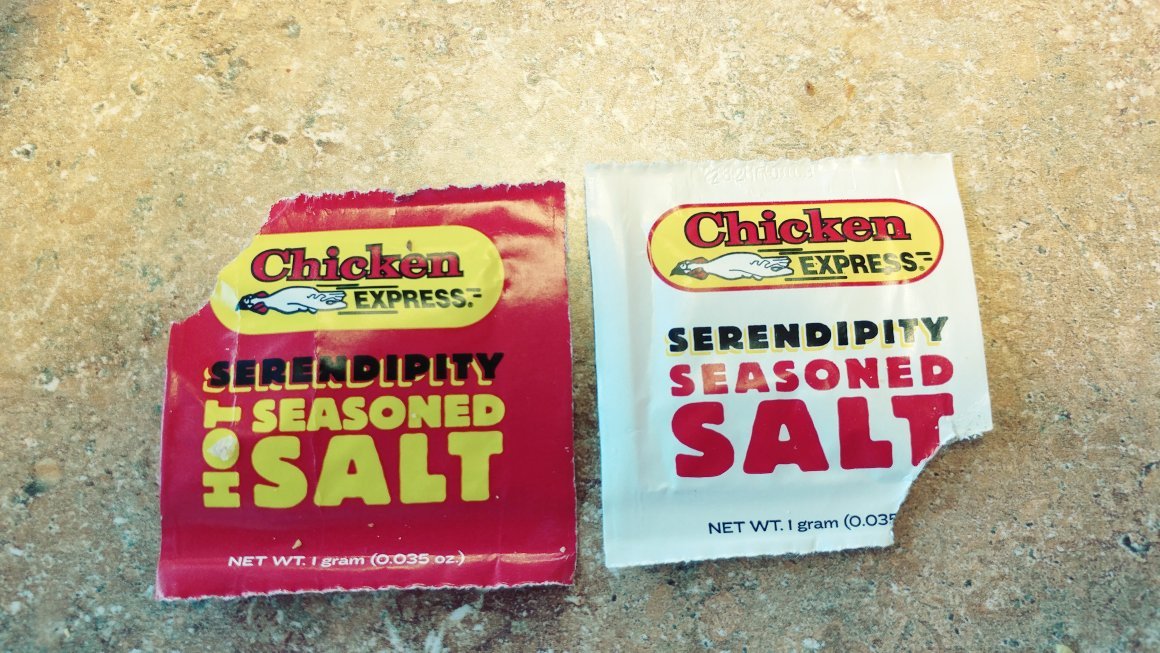 Chicken
EXPRESS.
SERENDIPITY
HOT
SEASONED
SALT
NET WT. 1 gram (0.035 oz.)
Chicken
EXPRESS.
SERENDIPITY
SEASONED
SALT
NET WT. 1 gram (0.035